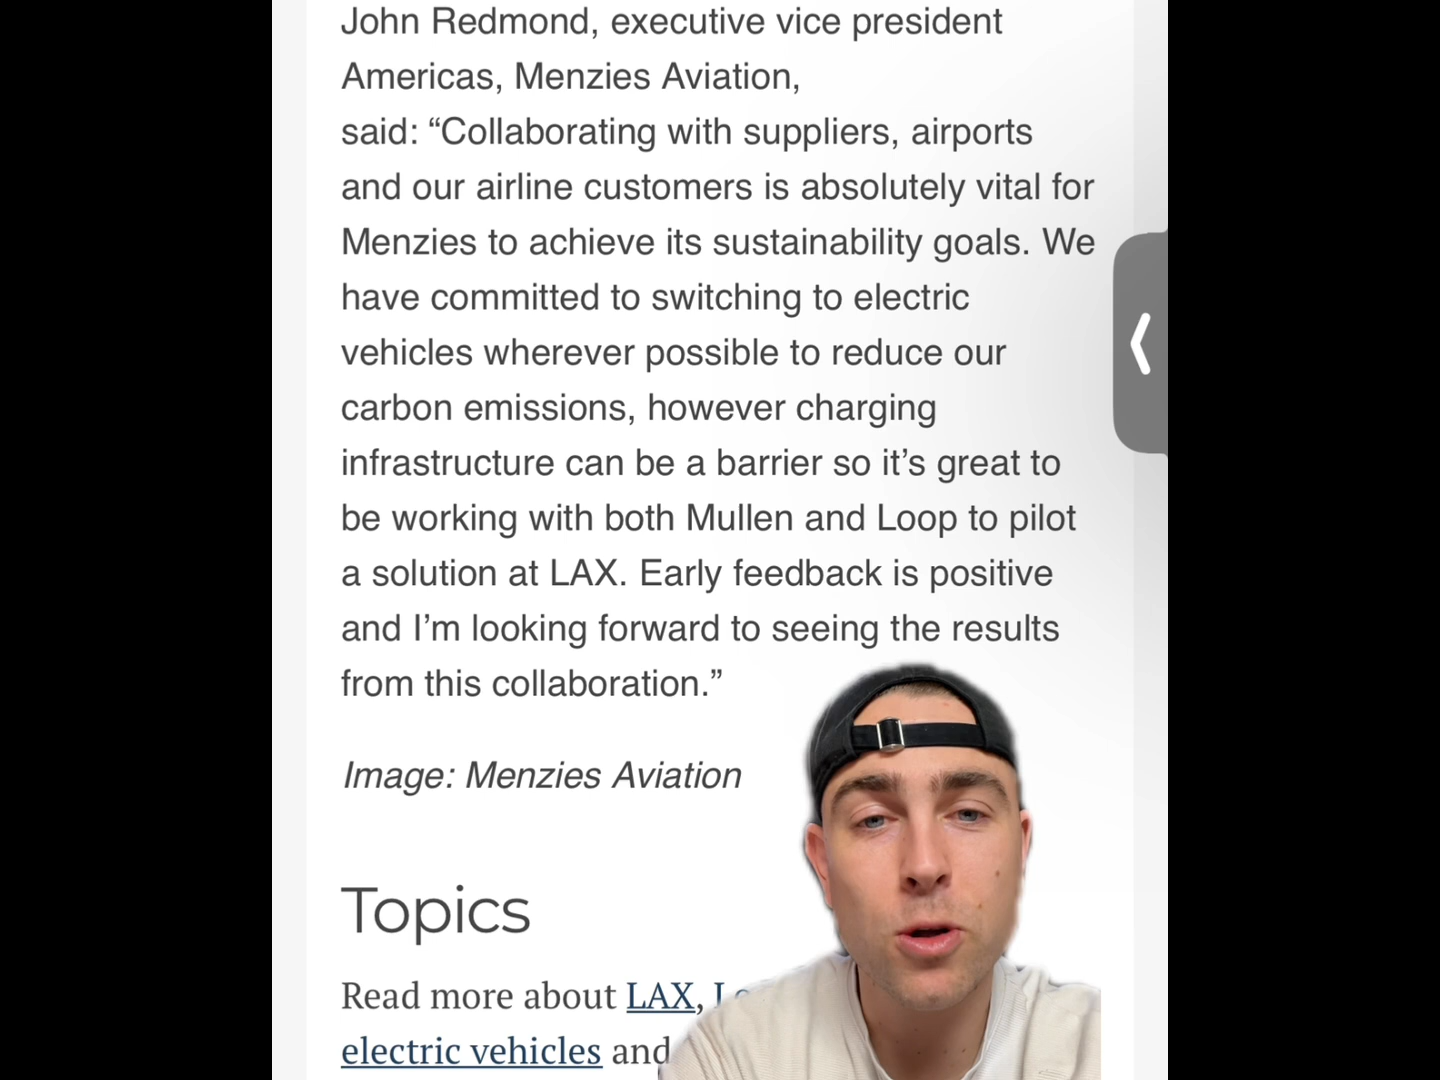 John Redmond, executive vice president
Americas, Menzies Aviation,
said: “Collaborating with suppliers, airports
and our airline customers is absolutely vital for
Menzies to achieve its sustainability goals. We
have committed to switching to electric
vehicles wherever possible to reduce our
carbon emissions, however charging
infrastructure can be a barrier so it’s great to
be working with both Mullen and Loop to pilot
a solution at LAX. Early feedback is positive
and I’m looking forward to seeing the results
from this collaboration.”
Image: Menzies Aviation
Topics
Read more about LAX,
electric vehicles and